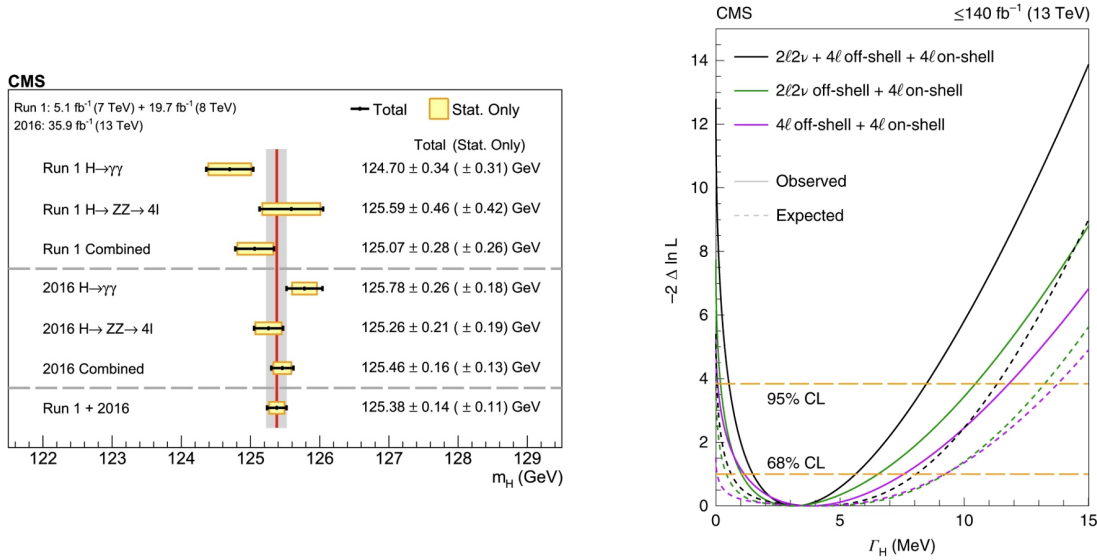 CMS
Run 1: 5.1 fb⁻¹ (7 TeV) + 19.7 fb⁻¹ (8 TeV)
2016: 35.9 fb⁻¹ (13 TeV)
Total
Stat. Only
Total (Stat. Only)
Run 1 H→γγ 124.70 ± 0.34 ( ± 0.31) GeV
Run 1 H→ ZZ→ 4l 125.59 ± 0.46 ( ± 0.42) GeV
Run 1 Combined 125.07 ± 0.28 ( ± 0.26) GeV
2016 H→γγ 125.78 ± 0.26 ( ± 0.18) GeV
2016 H→ ZZ→ 4l 125.26 ± 0.21 ( ± 0.19) GeV
2016 Combined 125.46 ± 0.16 ( ± 0.13) GeV
Run 1 + 2016 125.38 ± 0.14 ( ± 0.11) GeV
122 123 124 125 126 127 128 129
m_H (GeV)
CMS ≤140 fb⁻¹ (13 TeV)
2ℓ2ν + 4ℓ off-shell + 4ℓ on-shell
2ℓ2ν off-shell + 4ℓ on-shell
4ℓ off-shell + 4ℓ on-shell
Observed
Expected
95% CL
68% CL
−2 Δ ln L
14
12
10
8
6
4
2
0
0 5 10 15
Γ_H (MeV)